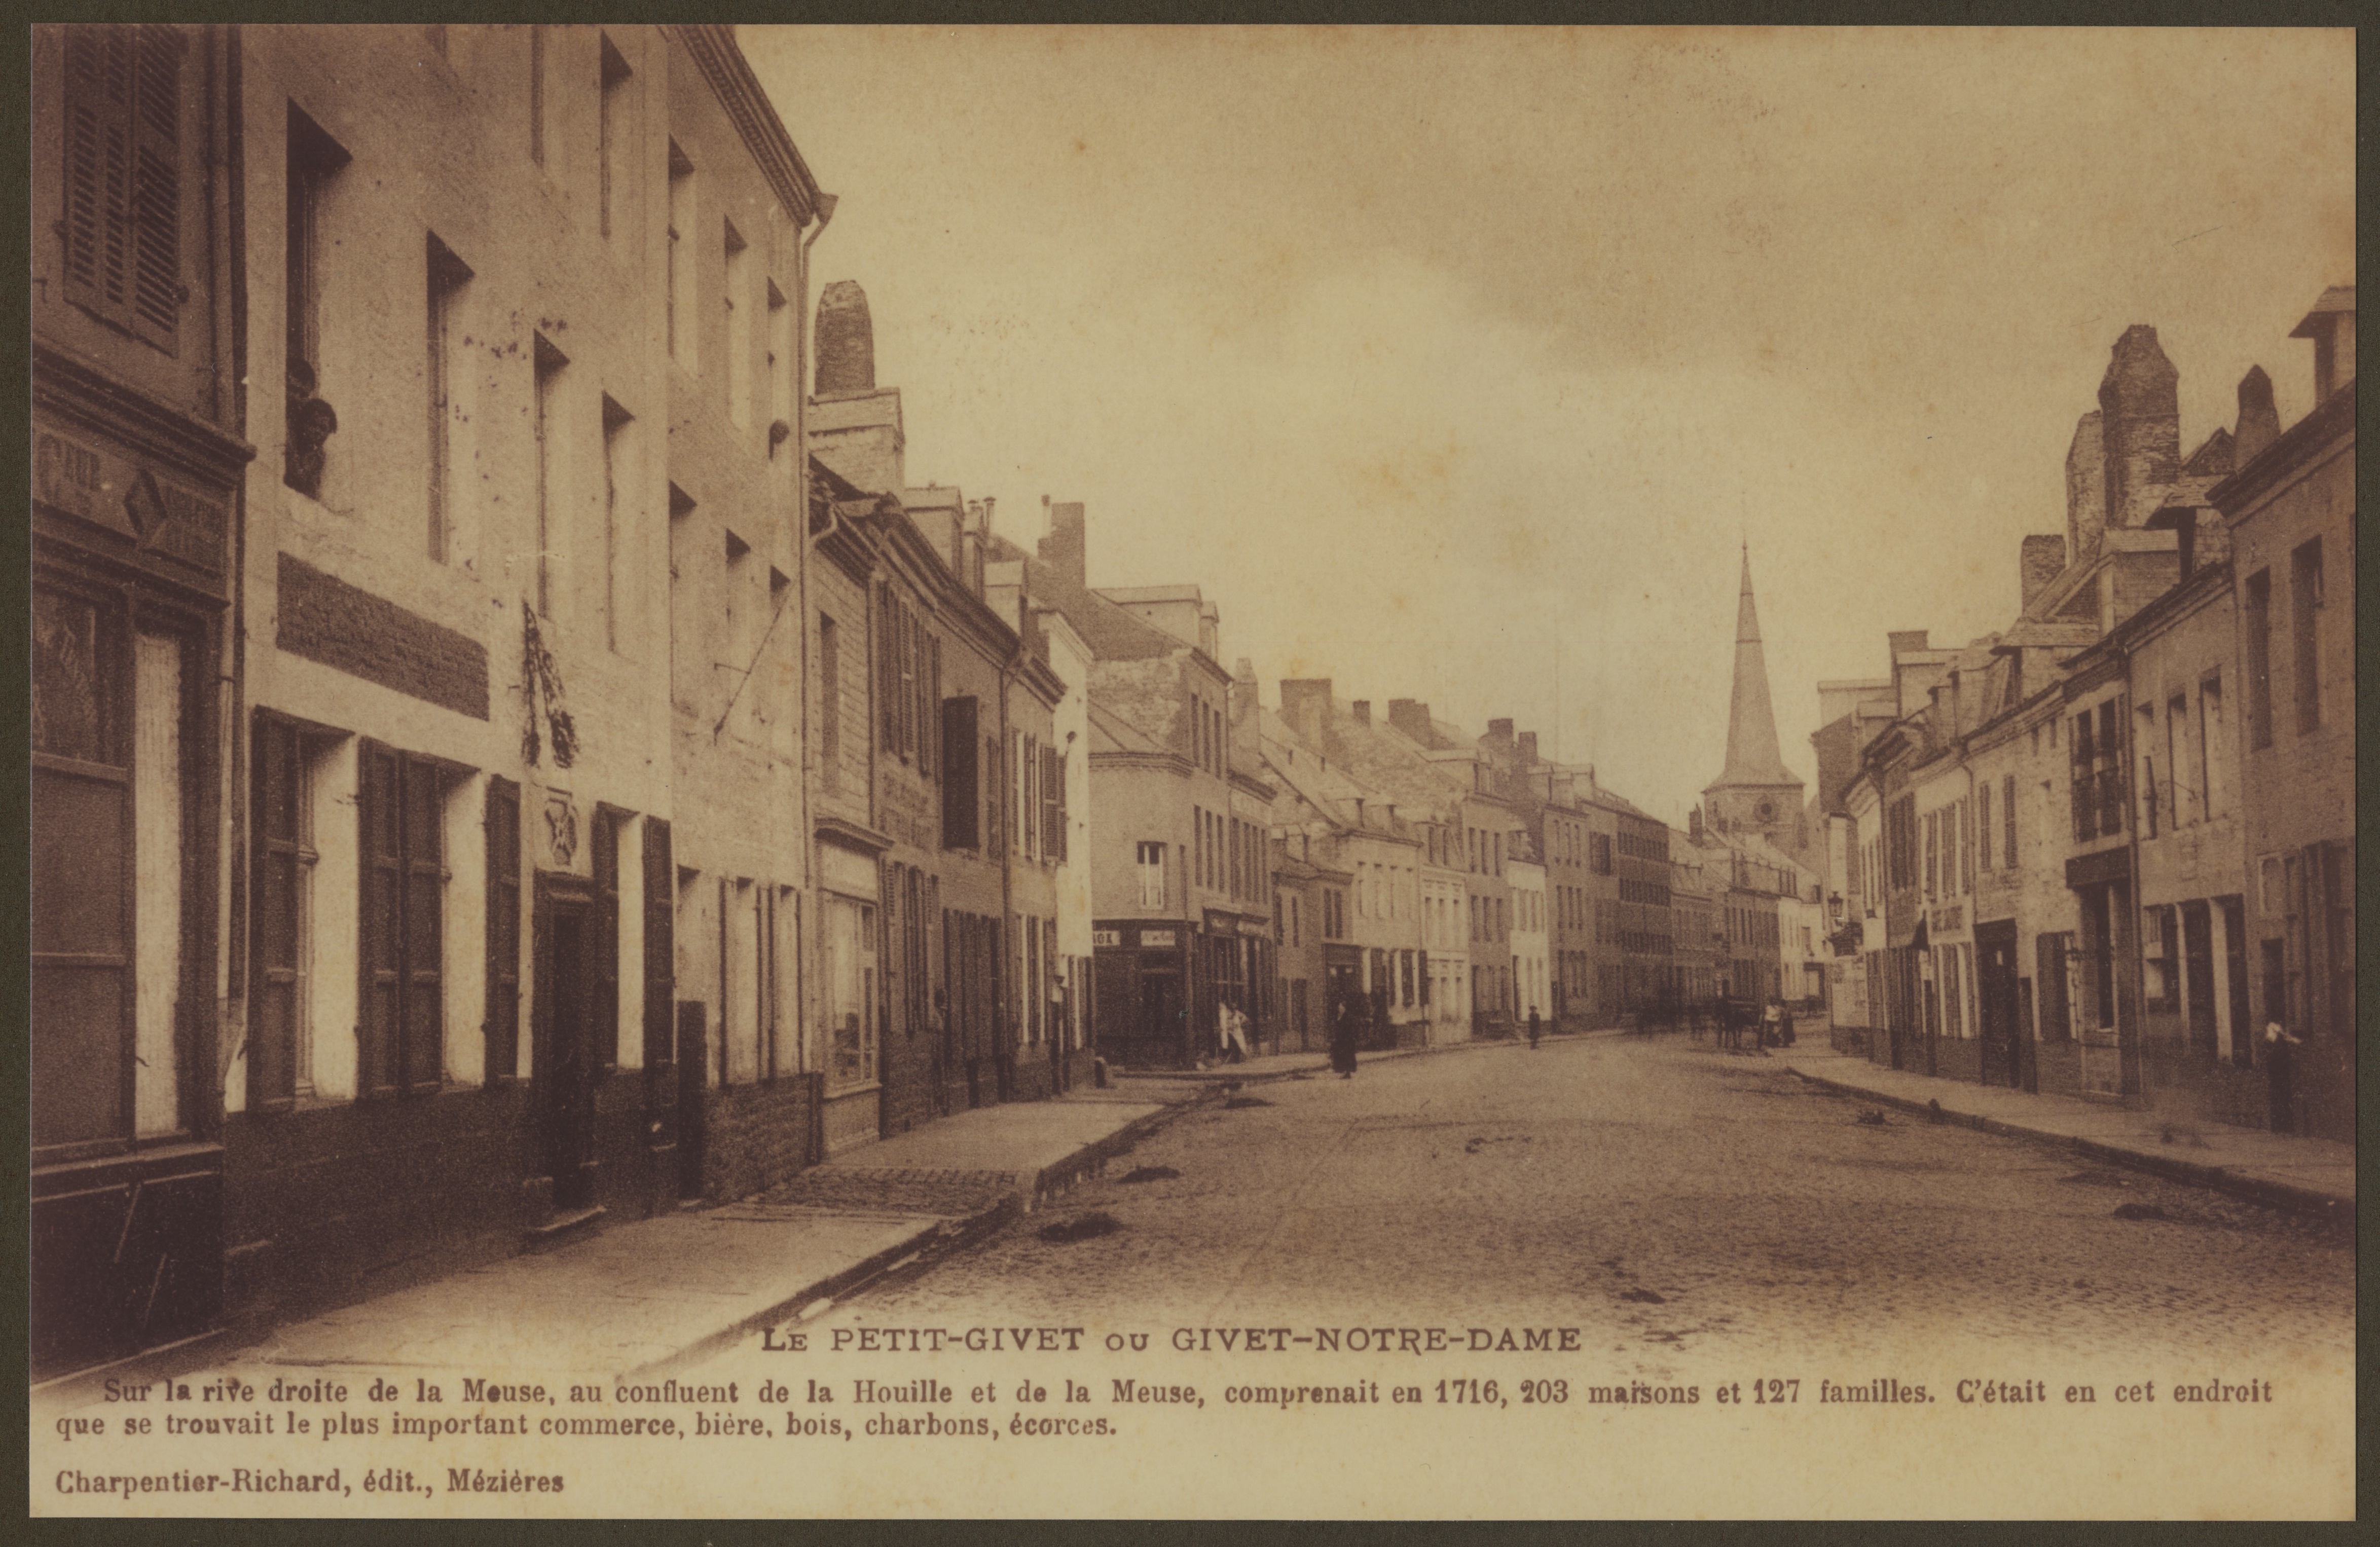 LE PETIT-GIVET OU GIVET-NOTRE-DAME
Sur la rive droite de la Meuse, au confluent de la Houille et de la Meuse, comprenait en 1716, 203 maisons et 127 familles. C'était en cet endroit
que se trouvait le plus important commerce, bière, bois, charbons, écorces.
Charpentier-Richard, édit., Mézières